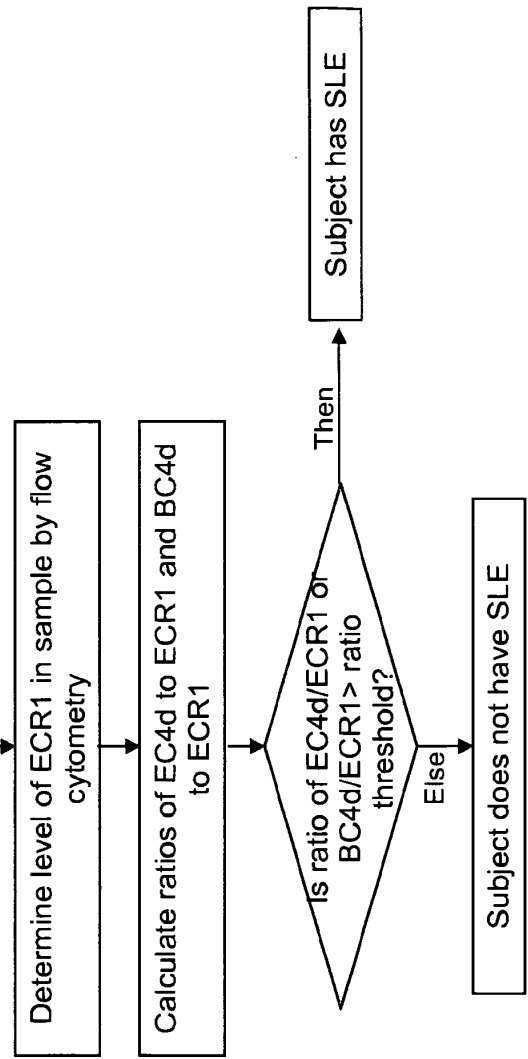 Determine level of ECR1 in sample by flow
cytometry
Calculate ratios of EC4d to ECR1 and BC4d
to ECR1
Is ratio of EC4d/ECR1 or
BC4d/ECR1> ratio
threshold?
Then
Subject has SLE
Else
Subject does not have SLE